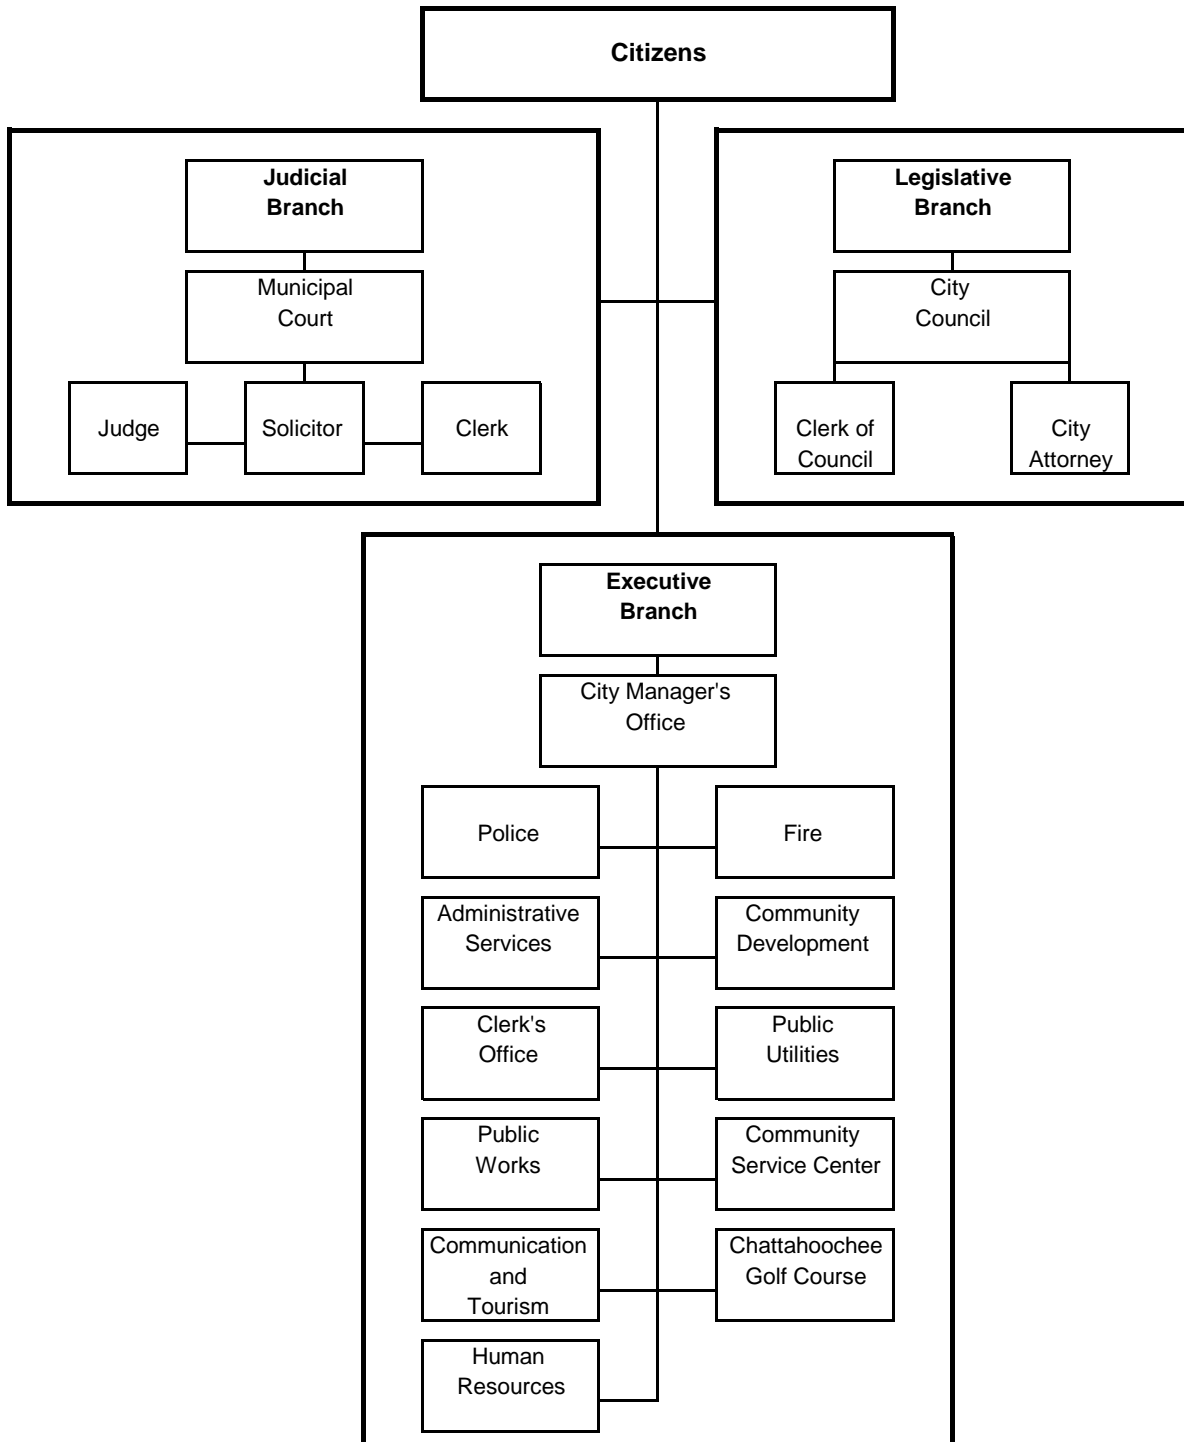 Citizens
Judicial
Branch
Municipal
Court
Judge
Solicitor
Clerk
Legislative
Branch
City
Council
Clerk of
Council
City
Attorney
Executive
Branch
City Manager's
Office
Police
Fire
Administrative
Services
Community
Development
Clerk's
Office
Public
Utilities
Public
Works
Community
Service Center
Communication
and
Tourism
Chattahoochee
Golf Course
Human
Resources